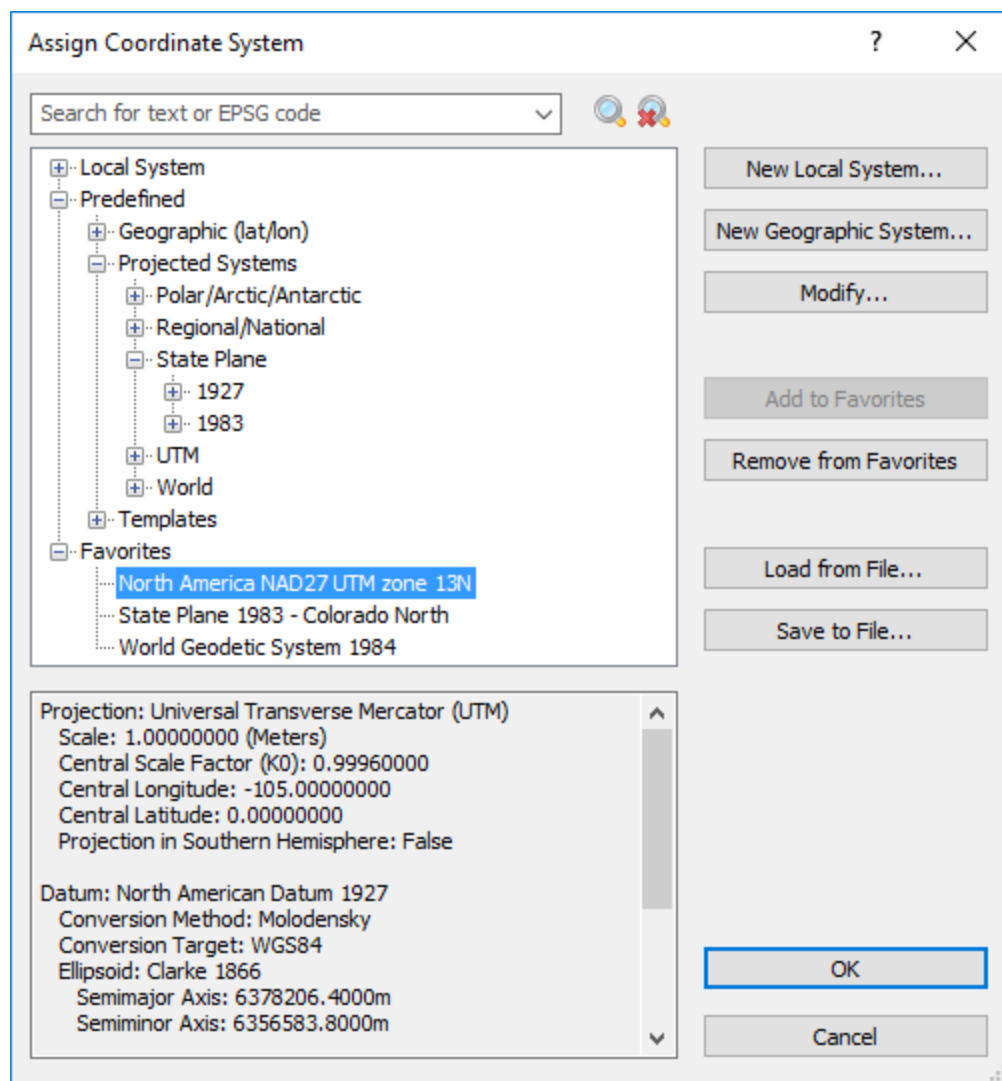 Assign Coordinate System
?
Search for text or EPSG code
Local System
Predefined
Geographic (lat/lon)
Projected Systems
Polar/Arctic/Antarctic
Regional/National
State Plane
1927
1983
UTM
World
Templates
Favorites
North America NAD27 UTM zone 13N
State Plane 1983 - Colorado North
World Geodetic System 1984
New Local System...
New Geographic System...
Modify...
Add to Favorites
Remove from Favorites
Load from File...
Save to File...
Projection: Universal Transverse Mercator (UTM)
Scale: 1.00000000 (Meters)
Central Scale Factor (K0): 0.99960000
Central Longitude: -105.00000000
Central Latitude: 0.00000000
Projection in Southern Hemisphere: False
Datum: North American Datum 1927
Conversion Method: Molodensky
Conversion Target: WGS84
Ellipsoid: Clarke 1866
Semimajor Axis: 6378206.4000m
Semiminor Axis: 6356583.8000m
OK
Cancel